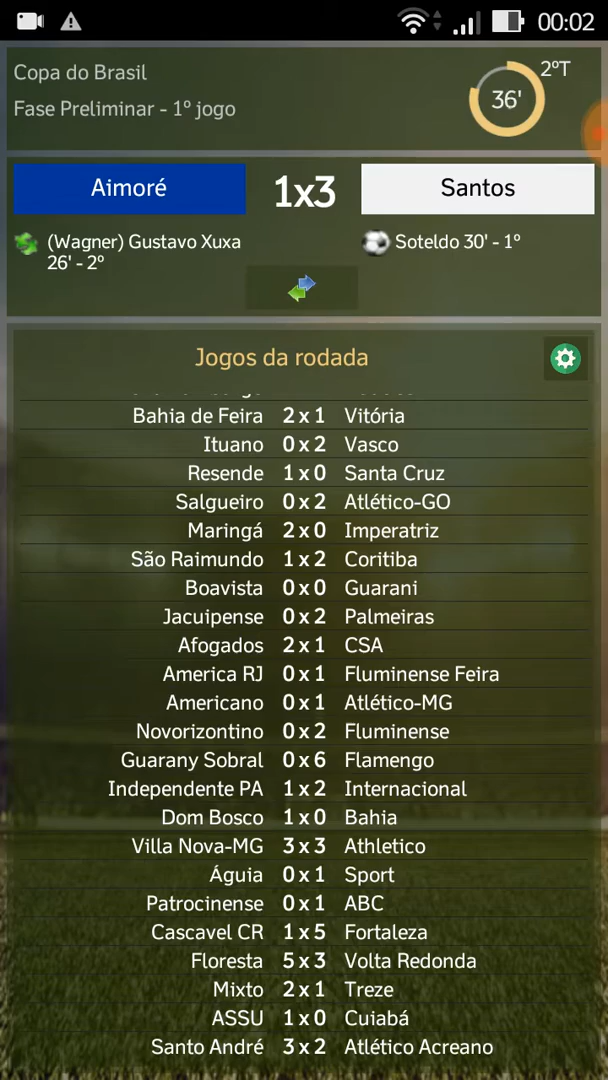 00:02
Copa do Brasil
Fase Preliminar - 1º jogo
36'
2ºT
Aimoré 1x3 Santos
(Wagner) Gustavo Xuxa
26' - 2º
Soteldo 30' - 1º
Jogos da rodada
Bahia de Feira 2 x 1 Vitória
Ituano 0 x 2 Vasco
Resende 1 x 0 Santa Cruz
Salgueiro 0 x 2 Atlético-GO
Maringá 2 x 0 Imperatriz
São Raimundo 1 x 2 Coritiba
Boavista 0 x 0 Guarani
Jacuipense 0 x 2 Palmeiras
Afogados 2 x 1 CSA
America RJ 0 x 1 Fluminense Feira
Americano 0 x 1 Atlético-MG
Novorizontino 0 x 2 Fluminense
Guarany Sobral 0 x 6 Flamengo
Independente PA 1 x 2 Internacional
Dom Bosco 1 x 0 Bahia
Villa Nova-MG 3 x 3 Athletico
Águia 0 x 1 Sport
Patrocinense 0 x 1 ABC
Cascavel CR 1 x 5 Fortaleza
Floresta 5 x 3 Volta Redonda
Mixto 2 x 1 Treze
ASSU 1 x 0 Cuiabá
Santo André 3 x 2 Atlético Acreano